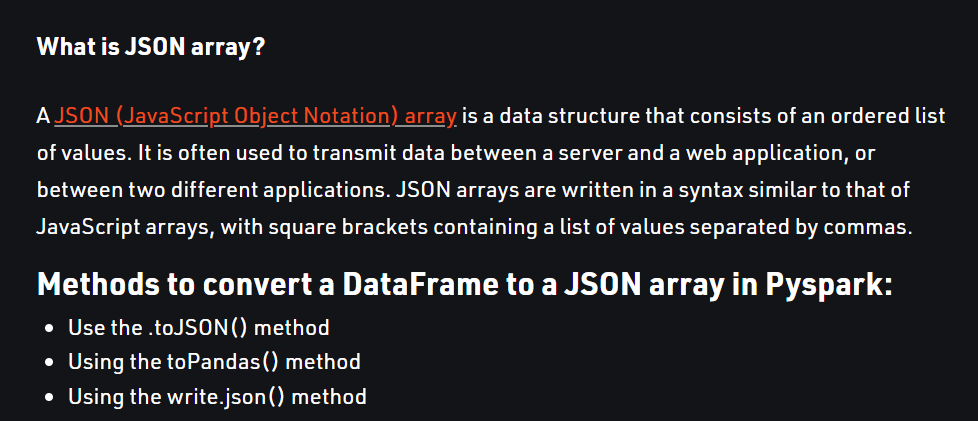 What is JSON array?
A JSON (JavaScript Object Notation) array is a data structure that consists of an ordered list
of values. It is often used to transmit data between a server and a web application, or
between two different applications. JSON arrays are written in a syntax similar to that of
JavaScript arrays, with square brackets containing a list of values separated by commas.
Methods to convert a DataFrame to a JSON array in Pyspark:
• Use the .toJSON() method
• Using the toPandas() method
• Using the write.json() method